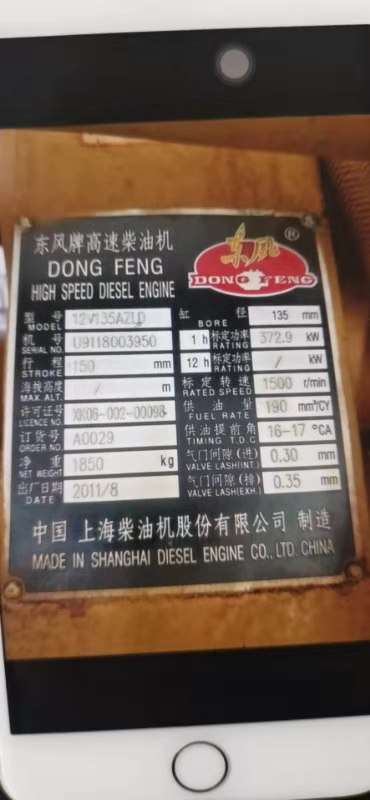 东风牌高速柴油机
DONG FENG
HIGH SPEED DIESEL ENGINE
东风 ®
DONG FENG
型号 MODEL 12V135AZLD 缸径 BORE 135 mm
机号 SERIAL NO. U9118003950 1 h 标定功率 RATING 372.9 kW
行程 STROKE 150 mm 12 h 标定功率 RATING / kW
海拔高度 MAX. ALT. / m 标定转速 RATED SPEED 1500 r/min
许可证号 LICENCE NO. XK06-002-00098 供油量 FUEL RATE 190 mm³/CY
订货号 ORDER NO. A0029 供油提前角 TIMING T.D.C 16-17 °CA
净重 NET WEIGHT 1850 kg 气门间隙(进) VALVE LASH(INT.) 0.30 mm
出厂日期 DATE 2011/8 气门间隙(排) VALVE LASH(EXH.) 0.35 mm
中国 上海柴油机股份有限公司 制造
MADE IN SHANGHAI DIESEL ENGINE CO., LTD. CHINA